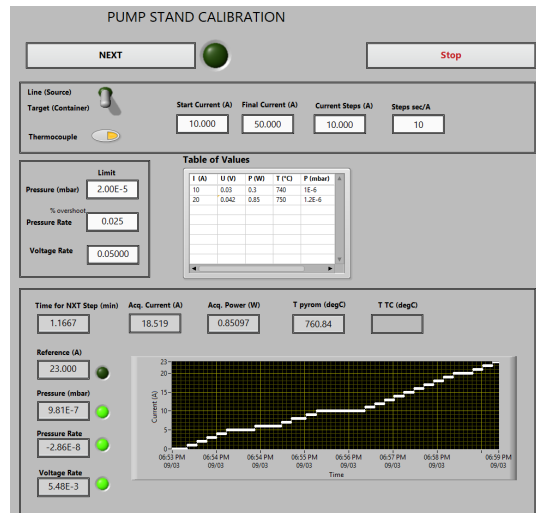 PUMP STAND CALIBRATION
NEXT
Stop
Line (Source)
Target (Container)
Thermocouple
Start Current (A) Final Current (A) Current Steps (A) Steps sec/A
10.000 50.000 10.000 10
Limit
Pressure (mbar) 2.00E-5
% overshoot
Pressure Rate 0.025
Voltage Rate 0.05000
Table of Values
I (A) U (V) P (W) T (°C) P (mbar)
10 0.03 0.3 740 1E-6
20 0.042 0.85 750 1.2E-6
Time for NXT Step (min) Acq. Current (A) Acq. Power (W) T pyrom (degC) T TC (degC)
1.1667 18.519 0.85097 760.84
Reference (A)
23.000
Pressure (mbar)
9.81E-7
Pressure Rate
-2.86E-8
Voltage Rate
5.48E-3
Current (A)
23
20
15
10
5
0
06:53 PM 06:54 PM 06:54 PM 06:55 PM 06:56 PM 06:56 PM 06:57 PM 06:58 PM 06:59 PM
09/03 09/03 09/03 09/03 09/03 09/03 09/03 09/03 09/03
Time